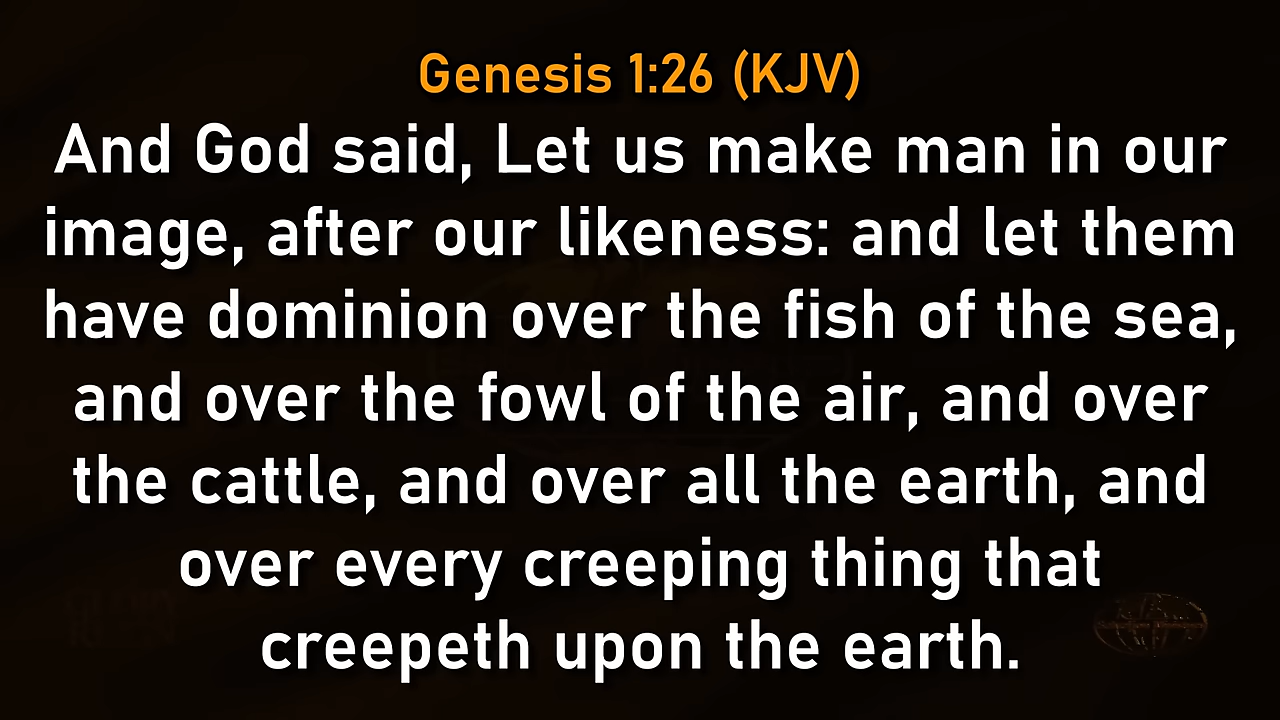 Genesis 1:26 (KJV)
And God said, Let us make man in our
image, after our likeness: and let them
have dominion over the fish of the sea,
and over the fowl of the air, and over
the cattle, and over all the earth, and
over every creeping thing that
creepeth upon the earth.